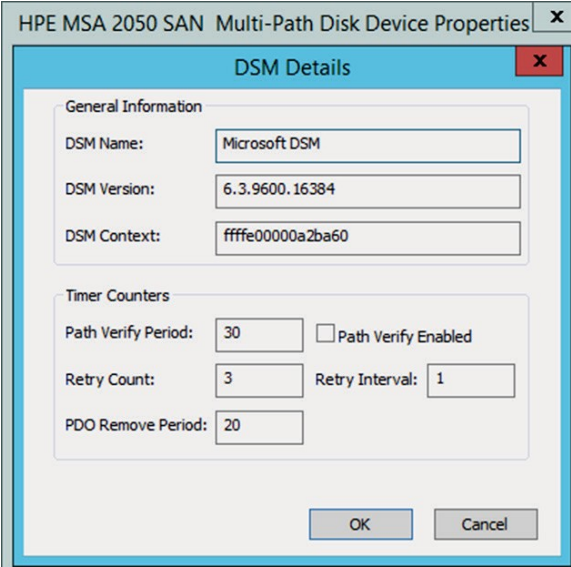 HPE MSA 2050 SAN Multi-Path Disk Device Properties x
DSM Details x
General Information
DSM Name: Microsoft DSM
DSM Version: 6.3.9600.16384
DSM Context: ffffe00000a2ba60
Timer Counters
Path Verify Period: 30 Path Verify Enabled
Retry Count: 3 Retry Interval: 1
PDO Remove Period: 20
OK Cancel